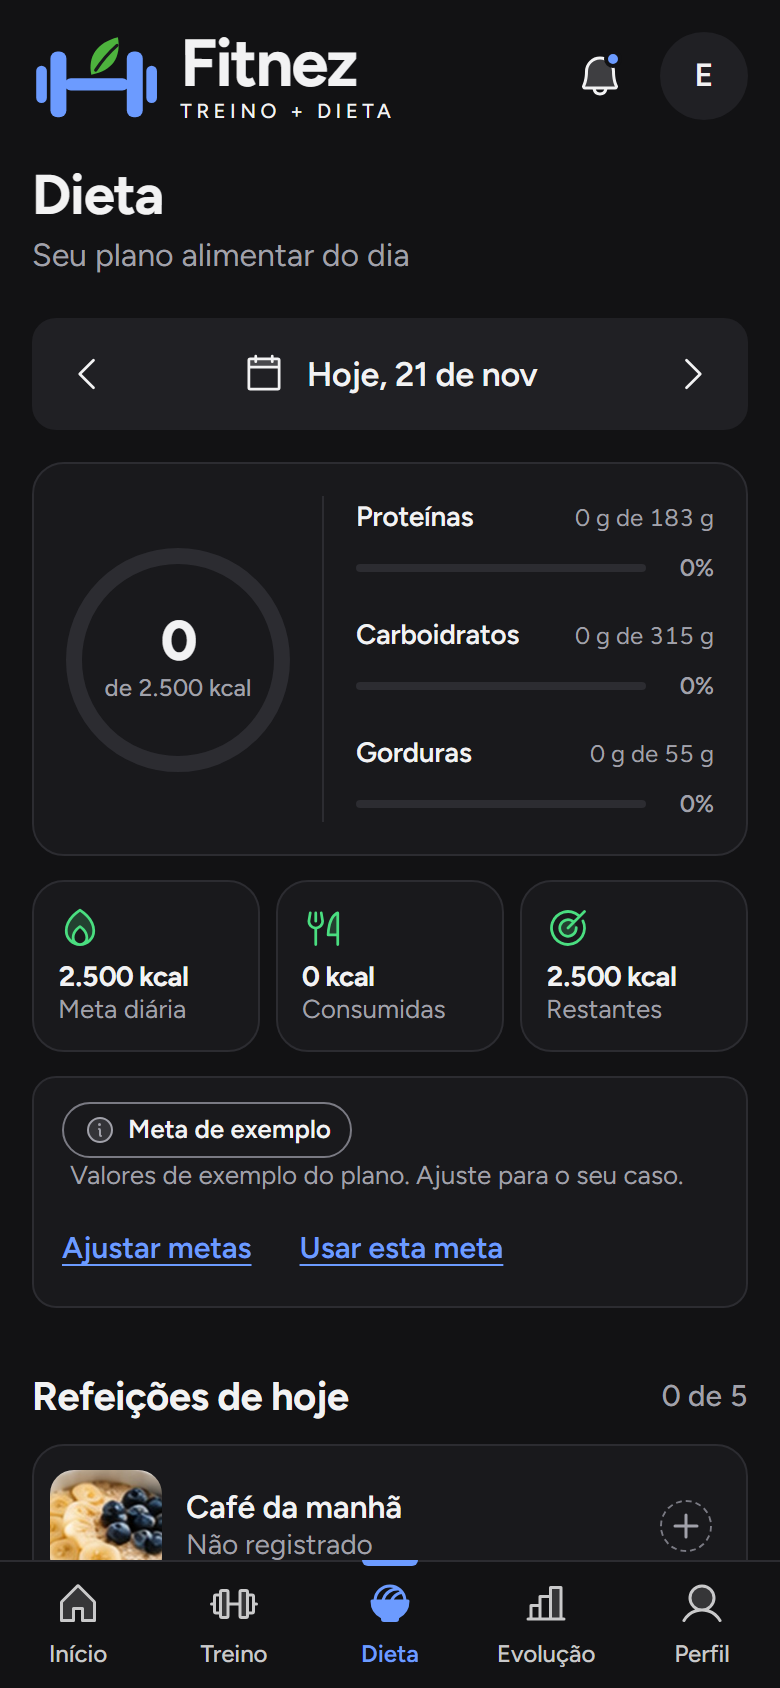 Fitnez
TREINO + DIETA
E
Dieta
Seu plano alimentar do dia
Hoje, 21 de nov
0
de 2.500 kcal
Proteínas 0 g de 183 g
0%
Carboidratos 0 g de 315 g
0%
Gorduras 0 g de 55 g
0%
2.500 kcal
Meta diária
0 kcal
Consumidas
2.500 kcal
Restantes
Meta de exemplo
Valores de exemplo do plano. Ajuste para o seu caso.
Ajustar metas Usar esta meta
Refeições de hoje 0 de 5
Café da manhã
Não registrado
Início Treino Dieta Evolução Perfil